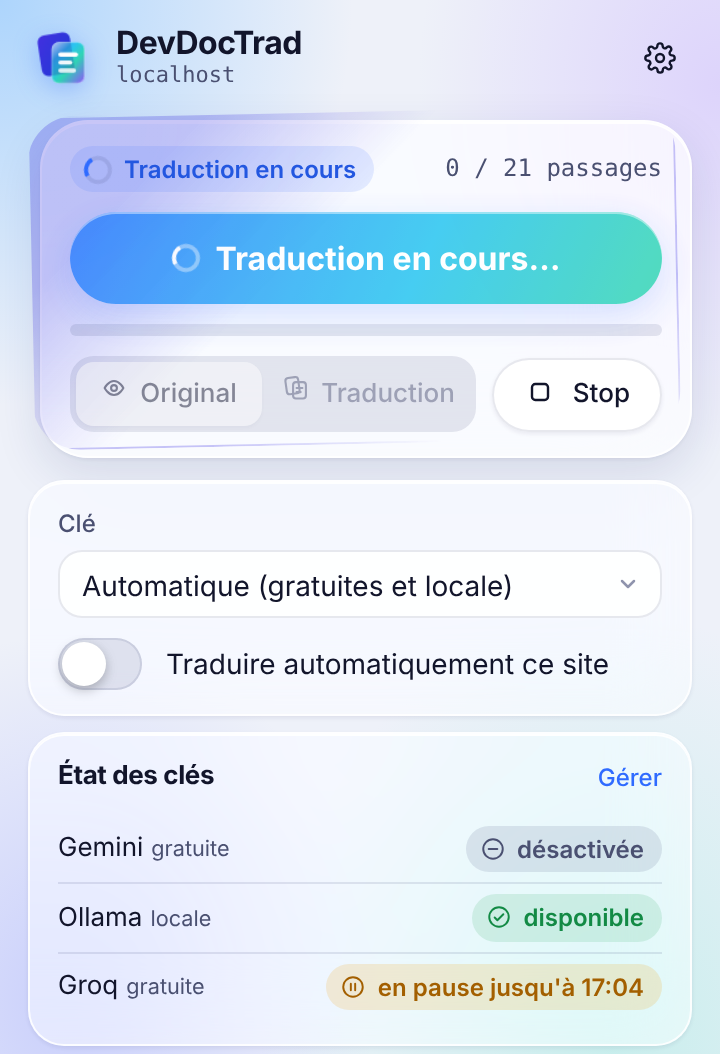 DevDocTrad
localhost
Traduction en cours
0 / 21 passages
Traduction en cours...
Original
Traduction
Stop
Clé
Automatique (gratuites et locale)
Traduire automatiquement ce site
État des clés
Gérer
Gemini gratuite
désactivée
Ollama locale
disponible
Groq gratuite
en pause jusqu'à 17:04